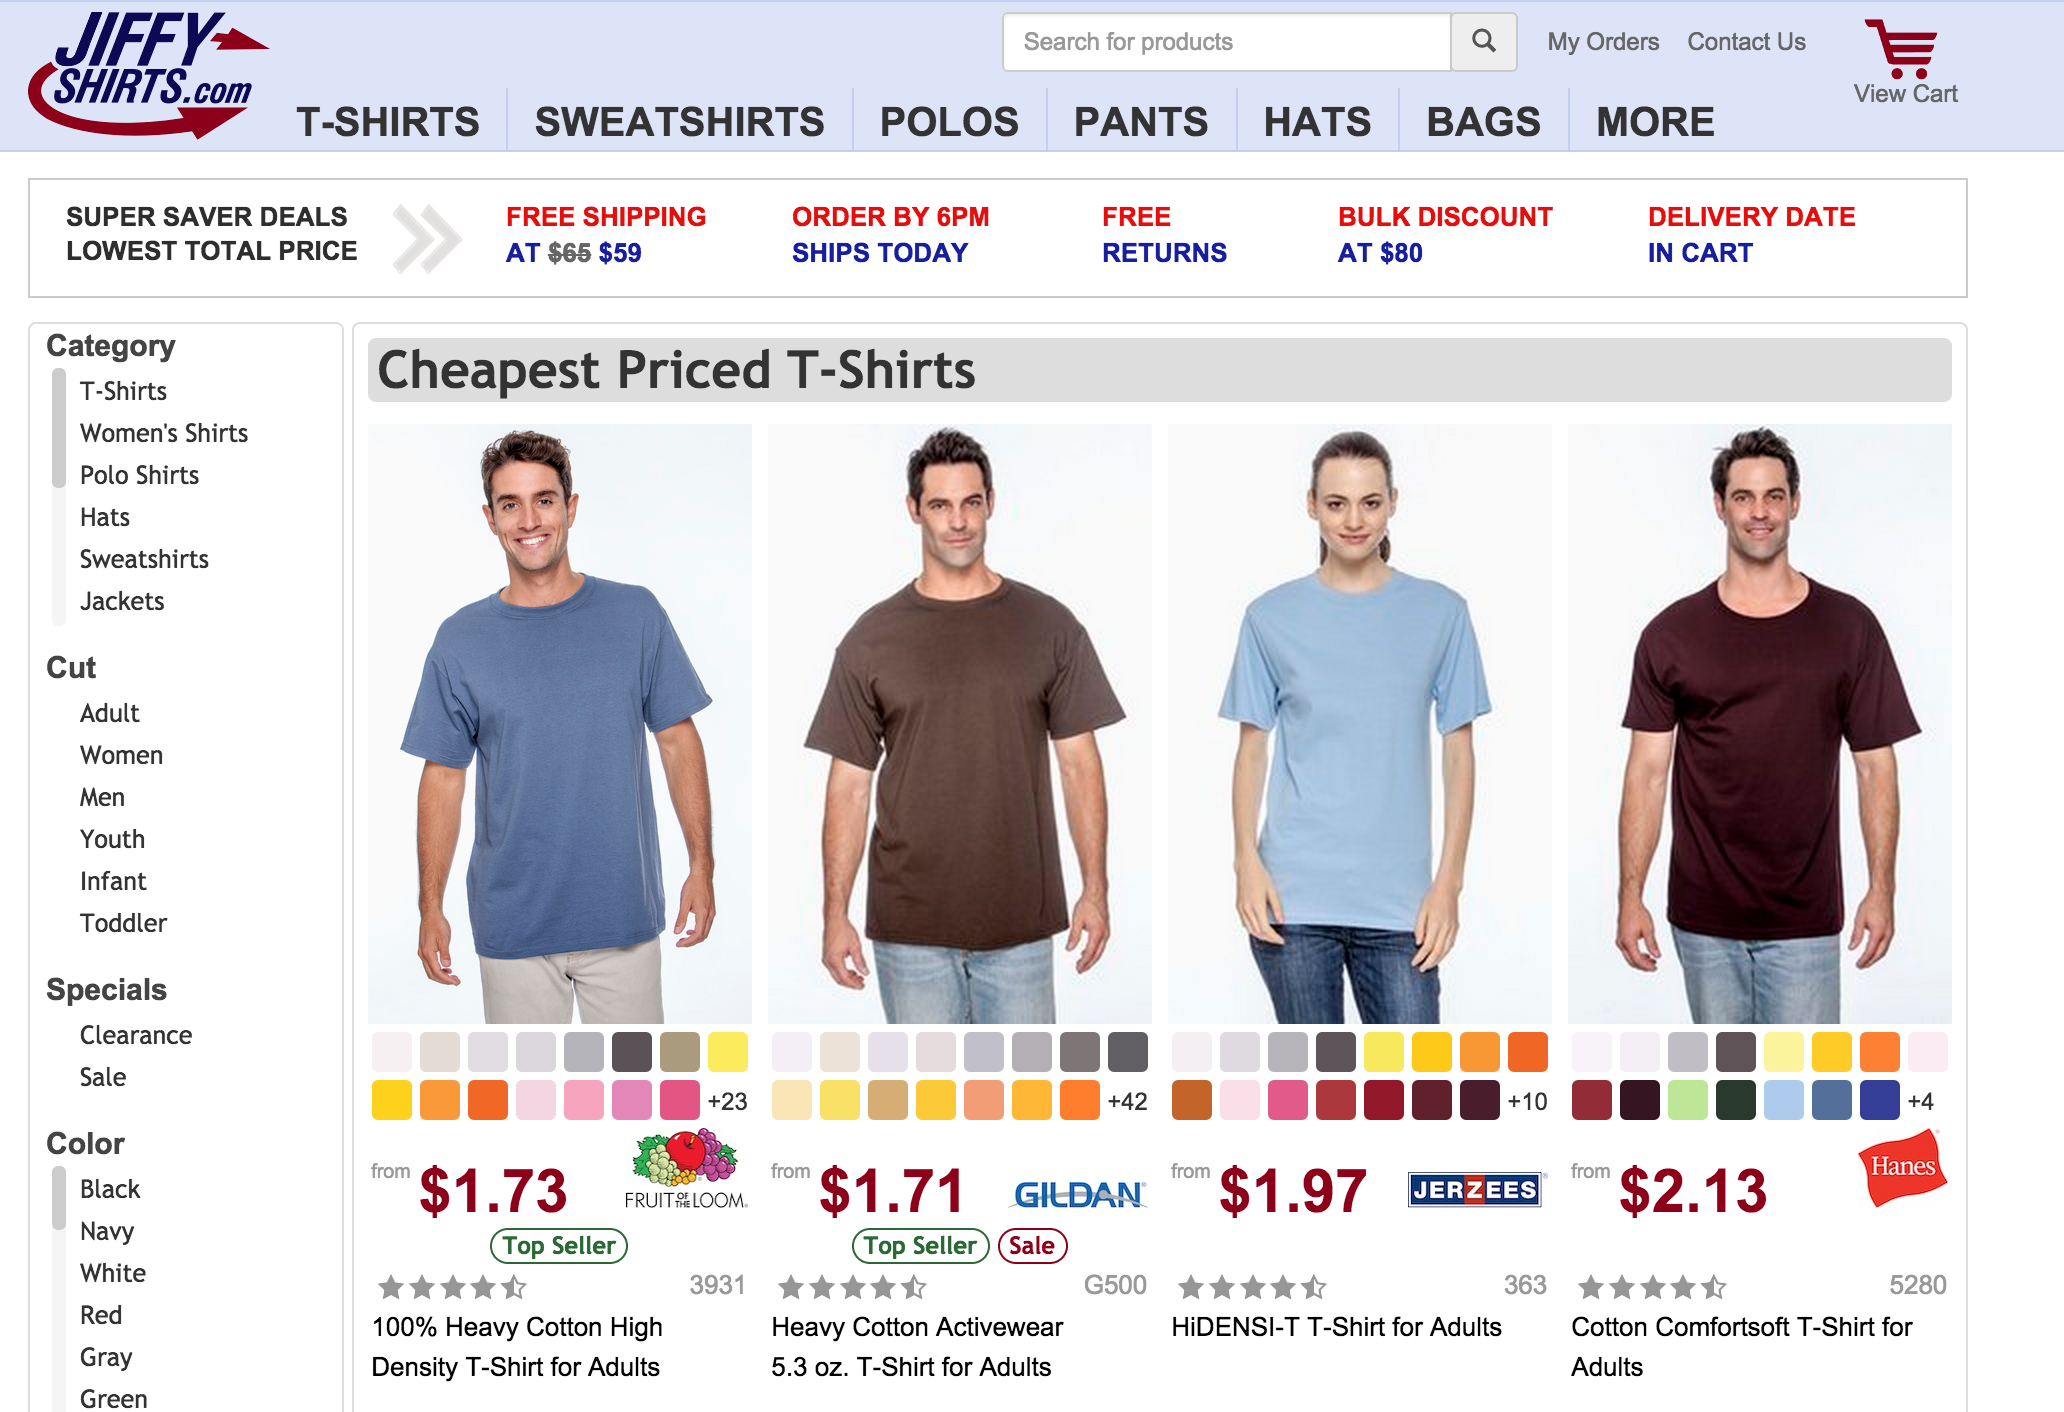 JIFFY
SHIRTS.com
Search for products
My Orders
Contact Us
View Cart
T-SHIRTS
SWEATSHIRTS
POLOS
PANTS
HATS
BAGS
MORE
SUPER SAVER DEALS
LOWEST TOTAL PRICE
FREE SHIPPING
AT $65 $59
ORDER BY 6PM
SHIPS TODAY
FREE
RETURNS
BULK DISCOUNT
AT $80
DELIVERY DATE
IN CART
Category
T-Shirts
Women's Shirts
Polo Shirts
Hats
Sweatshirts
Jackets
Cut
Adult
Women
Men
Youth
Infant
Toddler
Specials
Clearance
Sale
Color
Black
Navy
White
Red
Gray
Green
Cheapest Priced T-Shirts
+23
from $1.73
FRUIT OF THE LOOM.
Top Seller
3931
100% Heavy Cotton High
Density T-Shirt for Adults
+42
from $1.71
GILDAN
Top Seller
Sale
G500
Heavy Cotton Activewear
5.3 oz. T-Shirt for Adults
+10
from $1.97
JERZEES
363
HiDENSI-T T-Shirt for Adults
+4
from $2.13
Hanes
5280
Cotton Comfortsoft T-Shirt for
Adults